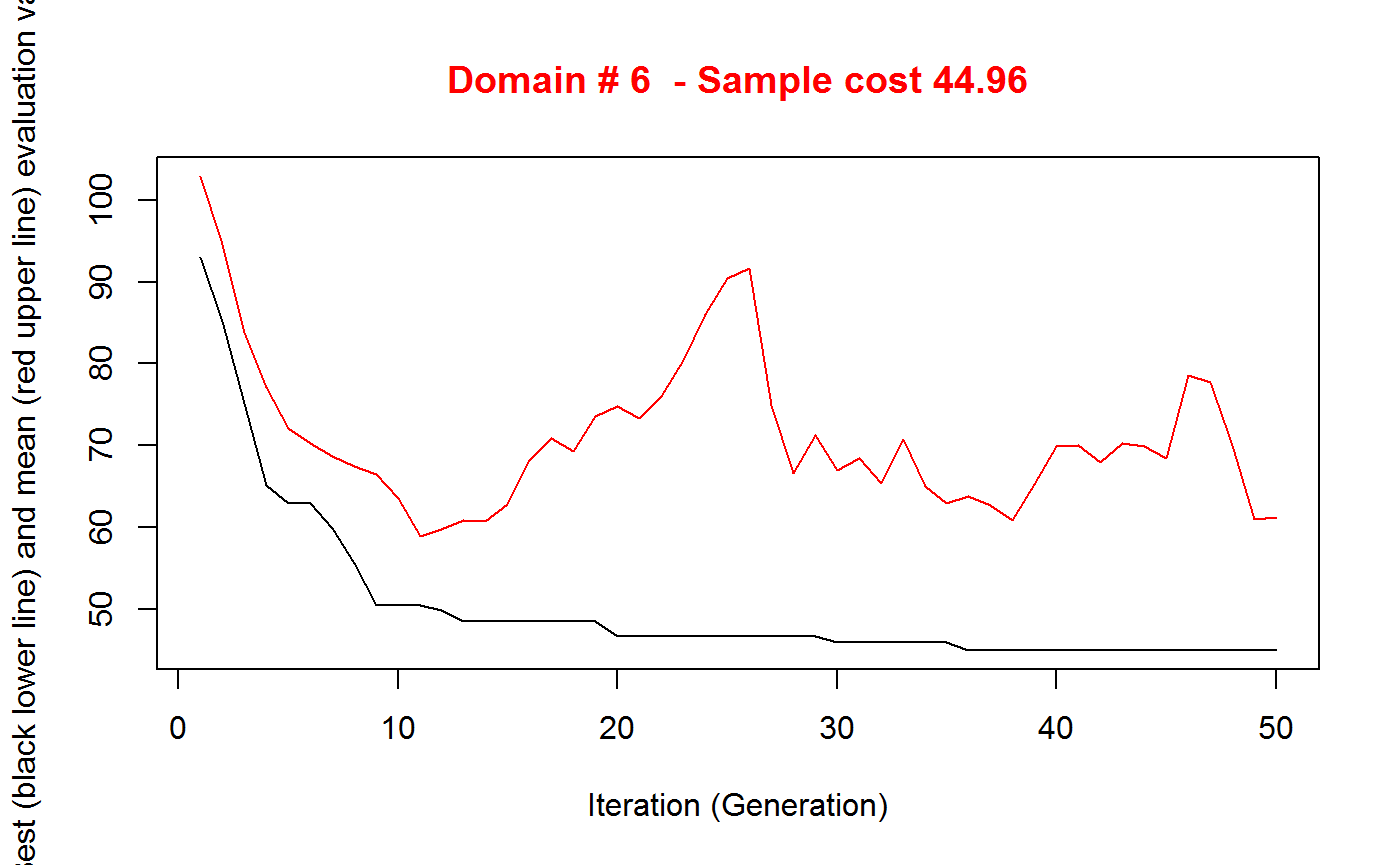 Domain # 6  - Sample cost 44.96
(black lower line) and mean (red upper line) evaluation
100
90
80
70
60
50
0 10 20 30 40 50
Iteration (Generation)